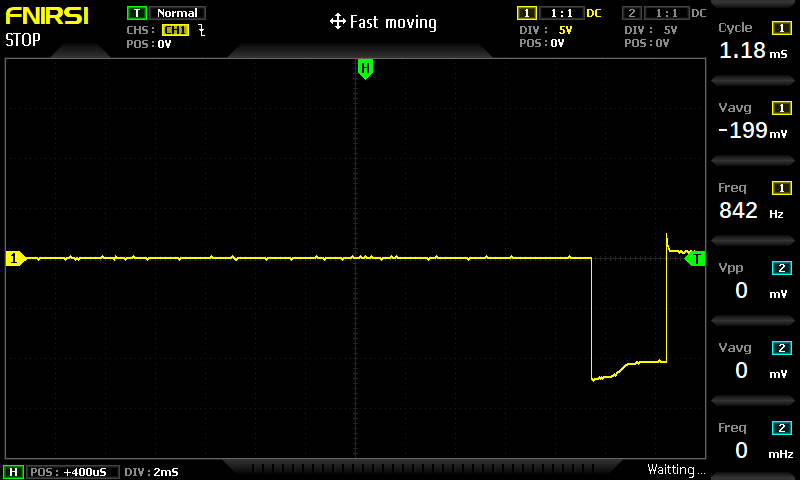 FNIRSI
STOP
T Normal
CHS: CH1
POS: 0V
Fast moving
1 1:1 DC
DIV: 5V
POS: 0V
2 1:1 DC
DIV: 5V
POS: 0V
H
1
T
Cycle 1
1.18 mS
Vavg 1
-199 mV
Freq 1
842 Hz
Vpp 2
0 mV
Vavg 2
0 mV
Freq 2
0 mHz
H POS: +400uS DIV: 2mS
Waitting...